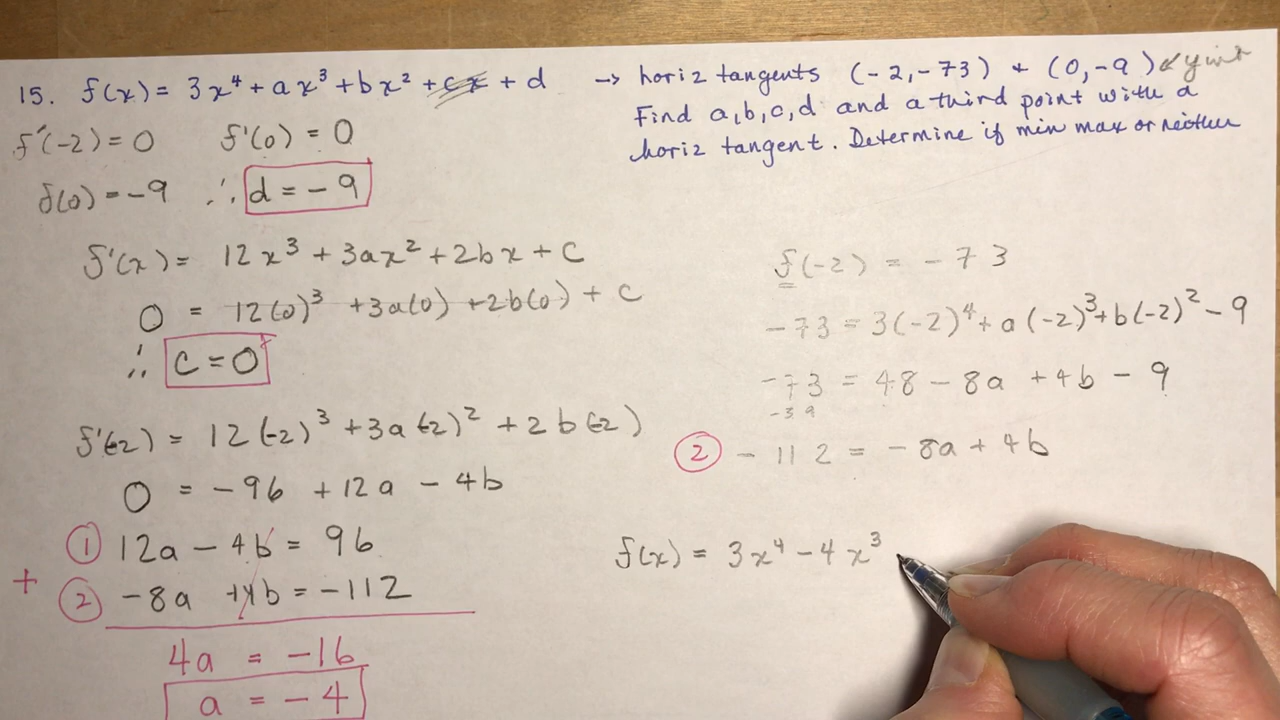 15. f(x) = 3x⁴ + ax³ + bx² + cx + d → horiz tangents (-2, -73) + (0, -9) ← y int
Find a, b, c, d and a third point with a
horiz tangent. Determine if min max or neither
f'(-2) = 0 f'(0) = 0
f(0) = -9 ∴ d = -9
f'(x) = 12x³ + 3ax² + 2bx + C
0 = 12(0)³ + 3a(0) + 2b(0) + C
∴ C = 0
f'(-2) = 12(-2)³ + 3a(-2)² + 2b(-2)
0 = -96 + 12a - 4b
① 12a - 4b = 96
+ ② -8a + 4b = -112
4a = -16
a = -4
f(-2) = -73
-73 = 3(-2)⁴ + a(-2)³ + b(-2)² - 9
-73 = 48 - 8a + 4b - 9
-39
② -112 = -8a + 4b
f(x) = 3x⁴ - 4x³